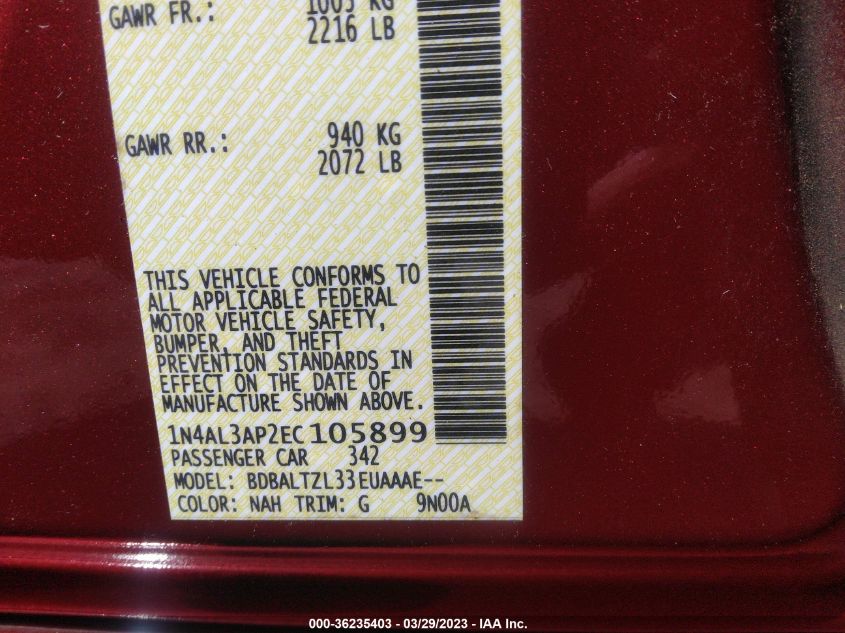 GAWR FR.: 1005 KG
2216 LB
GAWR RR.: 940 KG
2072 LB
THIS VEHICLE CONFORMS TO
ALL APPLICABLE FEDERAL
MOTOR VEHICLE SAFETY,
BUMPER, AND THEFT
PREVENTION STANDARDS IN
EFFECT ON THE DATE OF
MANUFACTURE SHOWN ABOVE.
1N4AL3AP2EC105899
PASSENGER CAR 342
MODEL: BDBALTZL33EUAAAE--
COLOR: NAH TRIM: G 9N00A
000-36235403 - 03/29/2023 - IAA Inc.